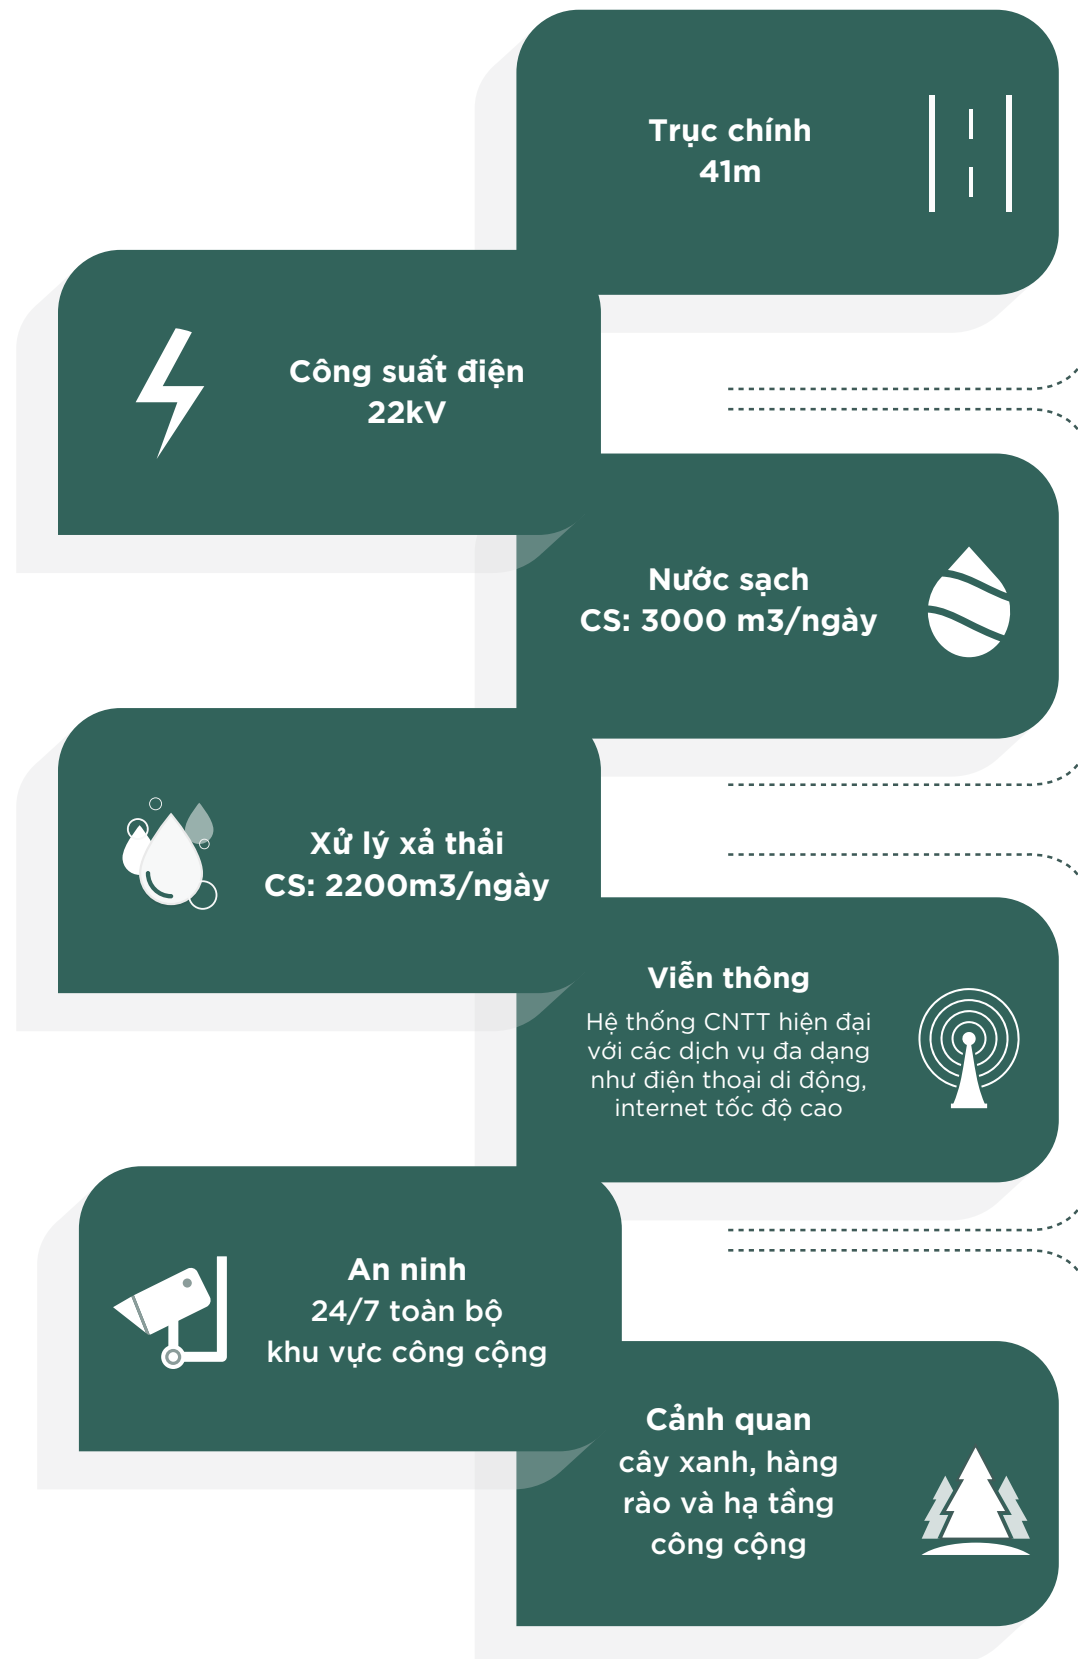 Trục chính
41m
Công suất điện
22kV
Nước sạch
CS: 3000 m3/ngày
Xử lý xả thải
CS: 2200m3/ngày
Viễn thông
Hệ thống CNTT hiện đại
với các dịch vụ đa dạng
như điện thoại di động,
internet tốc độ cao
An ninh
24/7 toàn bộ
khu vực công cộng
Cảnh quan
cây xanh, hàng
rào và hạ tầng
công cộng